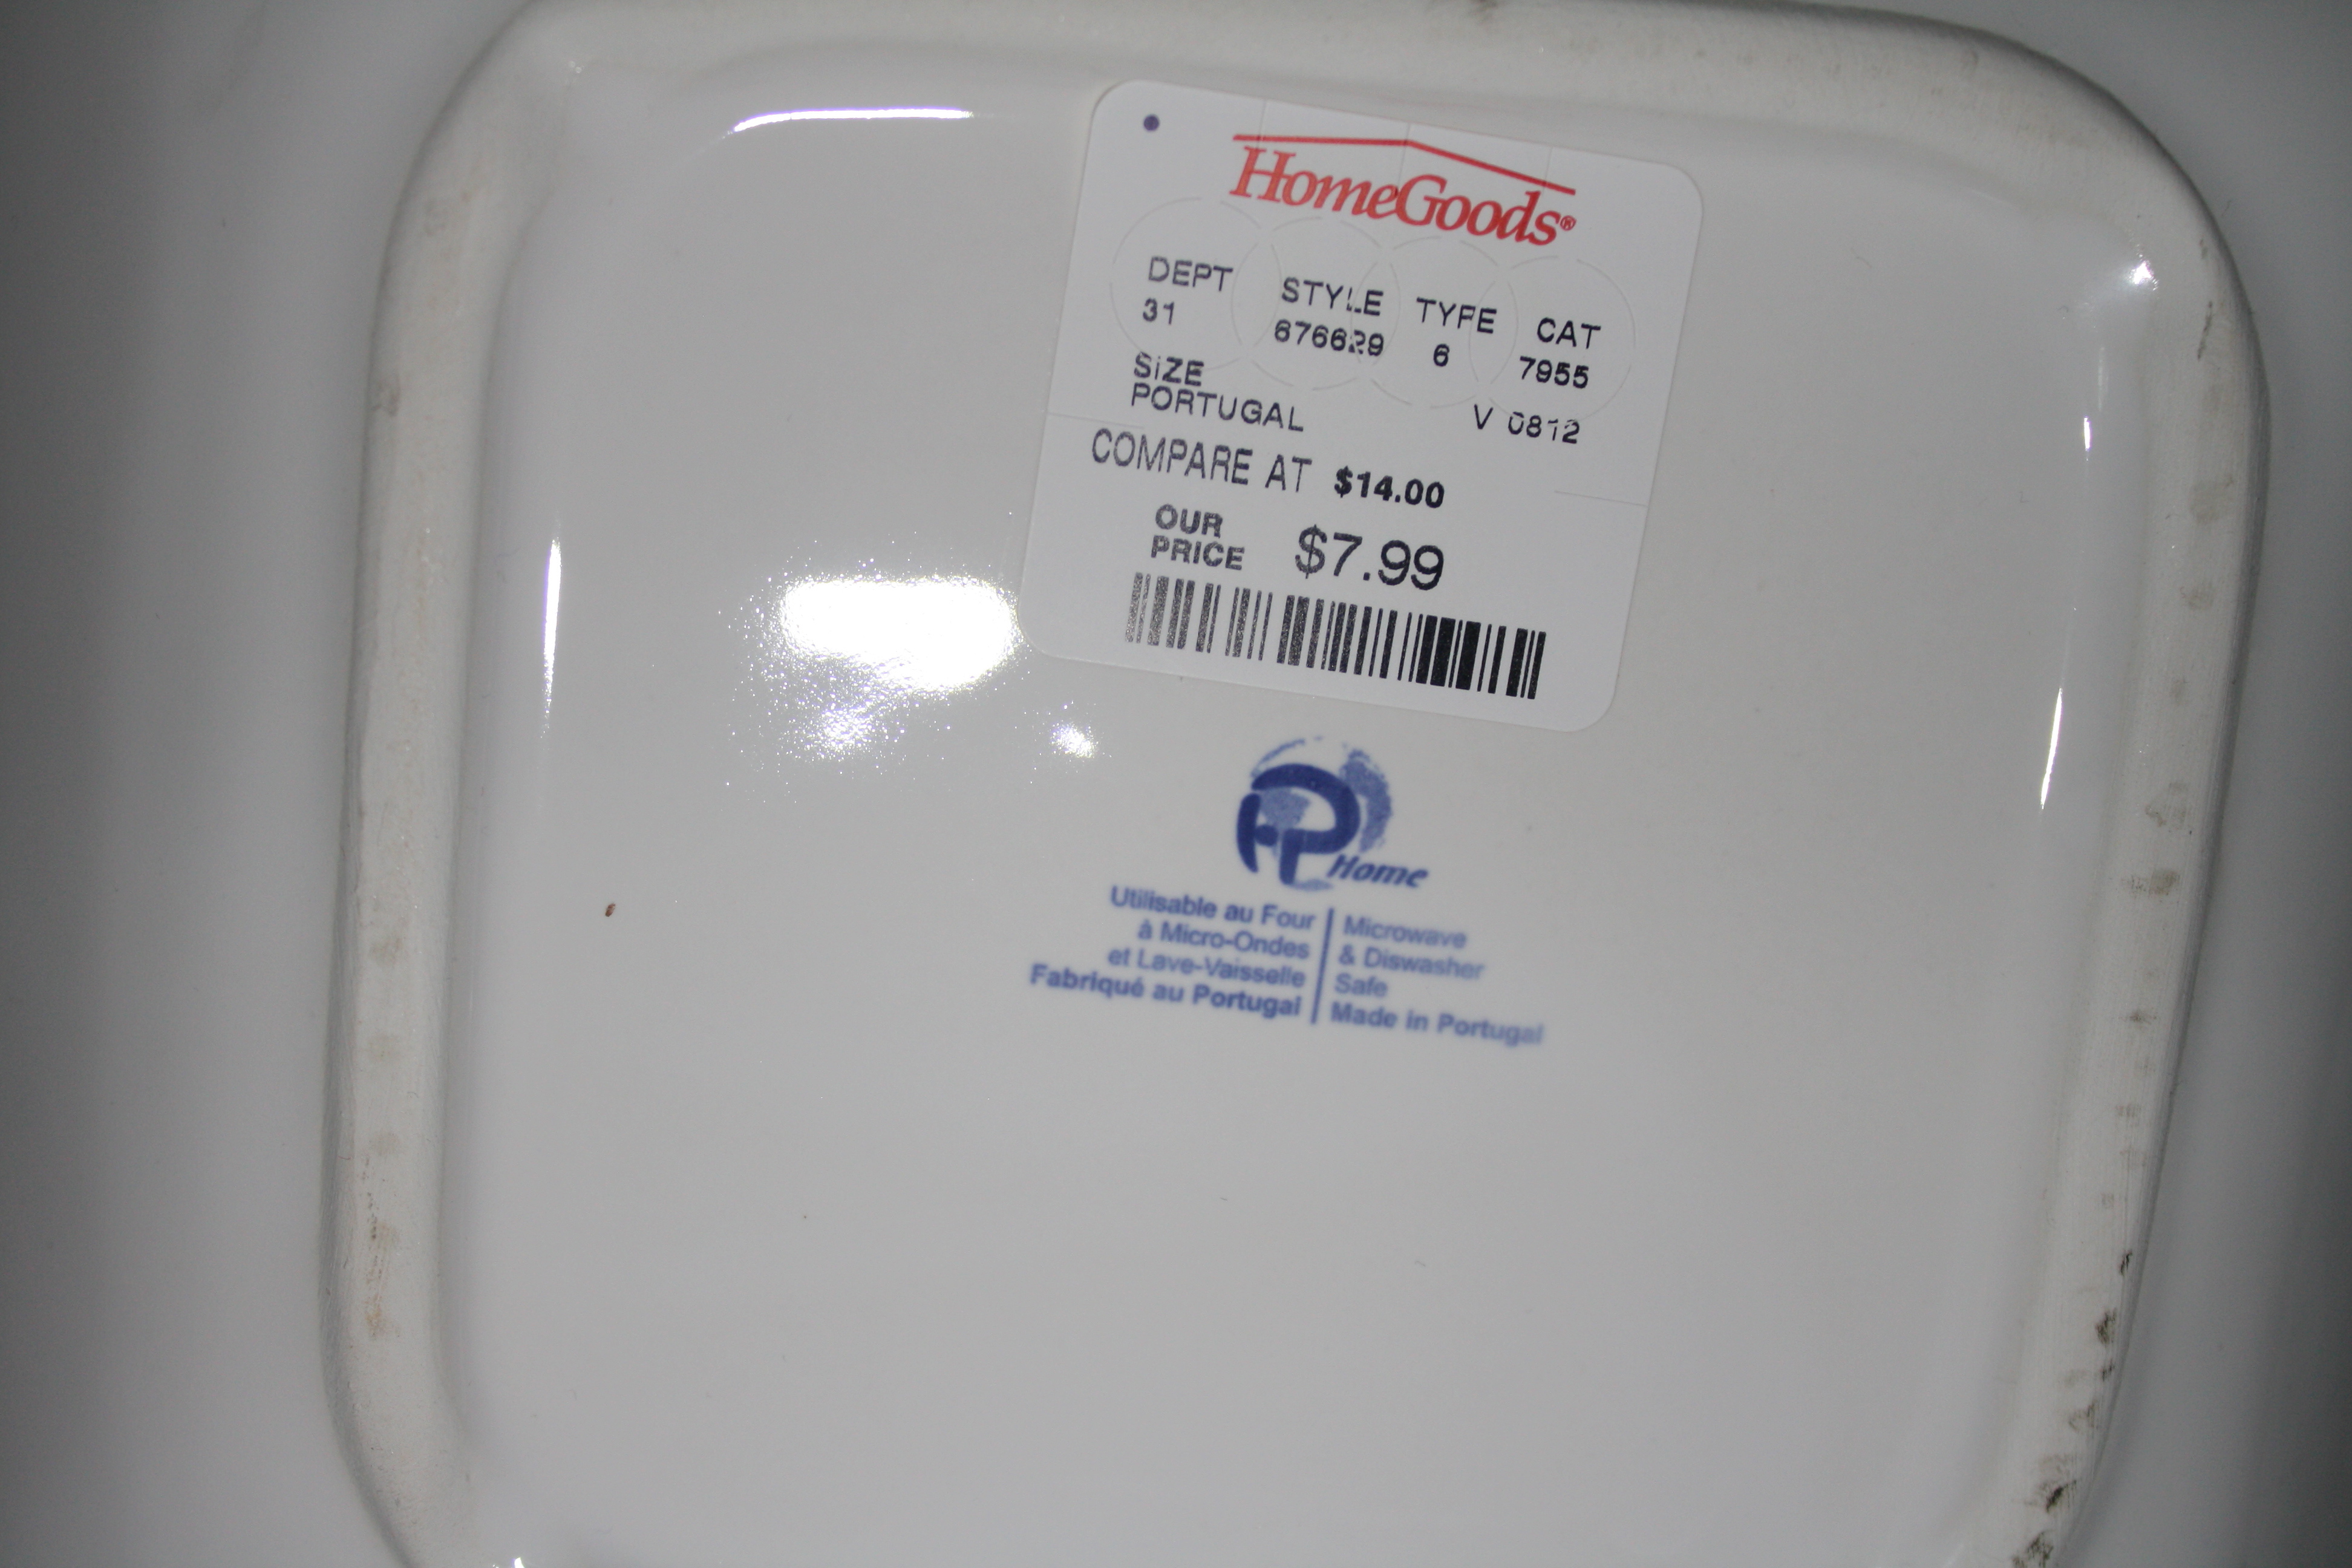 HomeGoods®
DEPT STYLE TYPE CAT
31 676629 6 7955
SIZE
PORTUGAL V 0812
COMPARE AT $14.00
OUR
PRICE $7.99
Home
Utilisable au Four
à Micro-Ondes
et Lave-Vaisselle
Fabriqué au Portugal
Microwave
& Diswasher
Safe
Made in Portugal